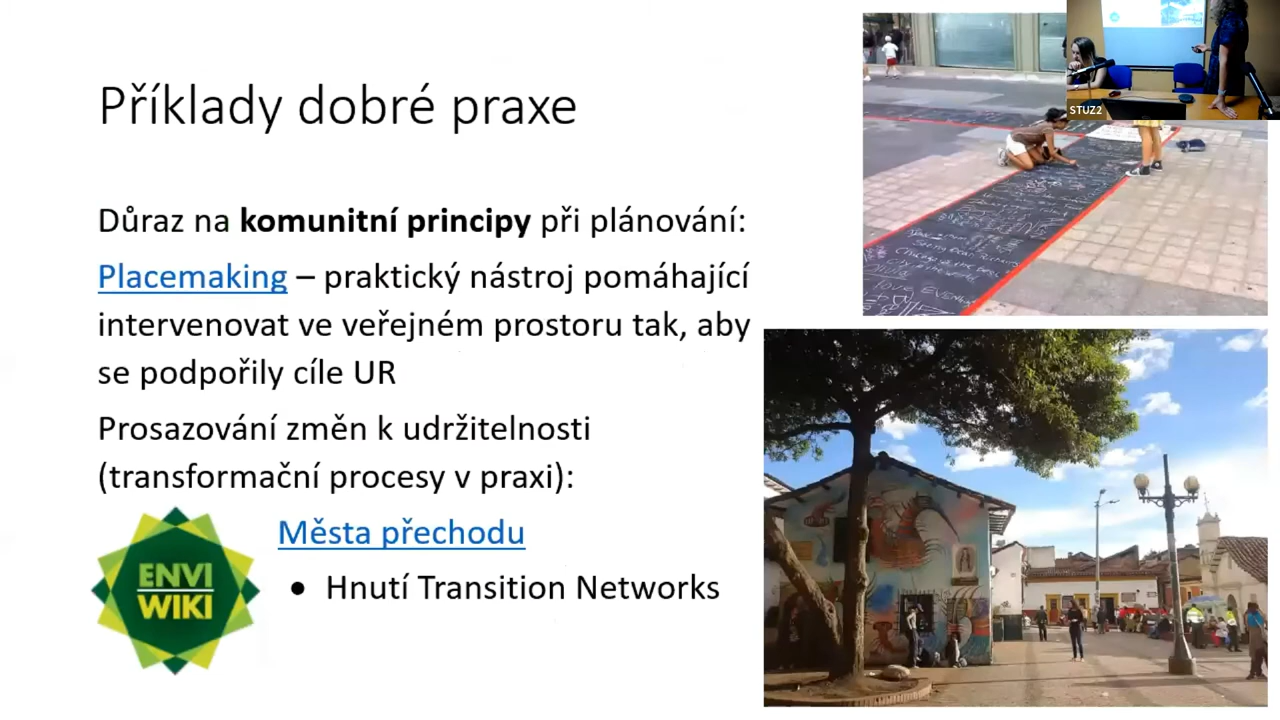 Příklady dobré praxe
STUZ2
Důraz na komunitní principy při plánování:
Placemaking – praktický nástroj pomáhající
intervenovat ve veřejném prostoru tak, aby
se podpořily cíle UR
Prosazování změn k udržitelnosti
(transformační procesy v praxi):
Města přechodu
• Hnutí Transition Networks
ENVI
WIKI